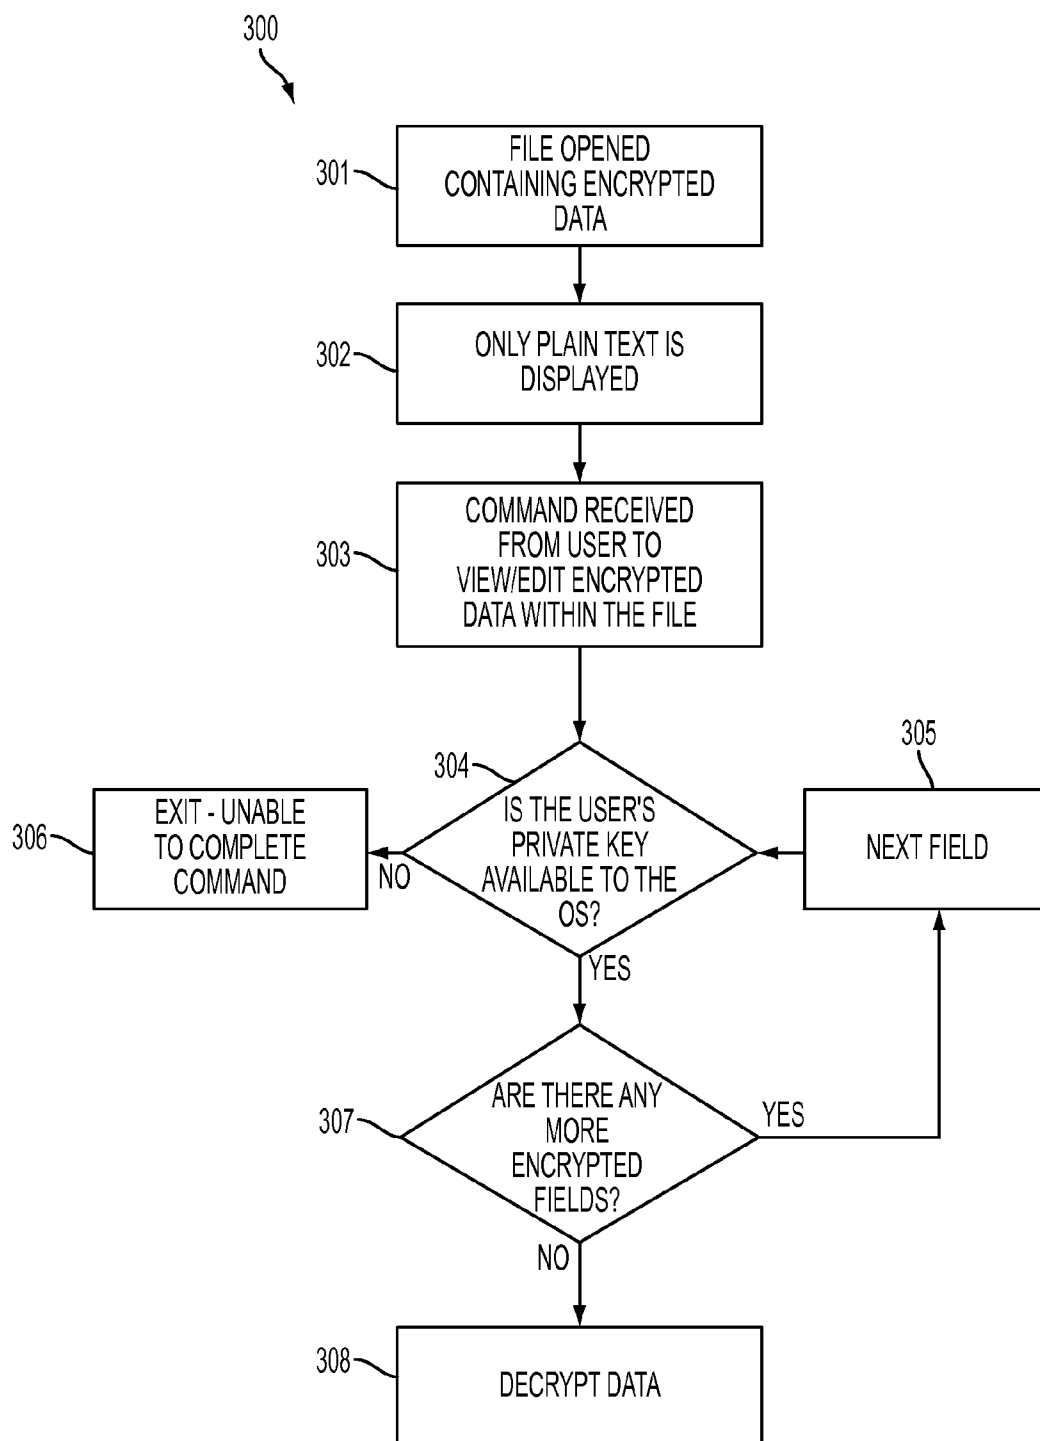 300
301
FILE OPENED
CONTAINING ENCRYPTED
DATA
302
ONLY PLAIN TEXT IS
DISPLAYED
303
COMMAND RECEIVED
FROM USER TO
VIEW/EDIT ENCRYPTED
DATA WITHIN THE FILE
304
IS THE USER'S
PRIVATE KEY
AVAILABLE TO THE
OS?
305
NEXT FIELD
306
EXIT - UNABLE
TO COMPLETE
COMMAND
NO
YES
307
ARE THERE ANY
MORE
ENCRYPTED
FIELDS?
YES
NO
308
DECRYPT DATA